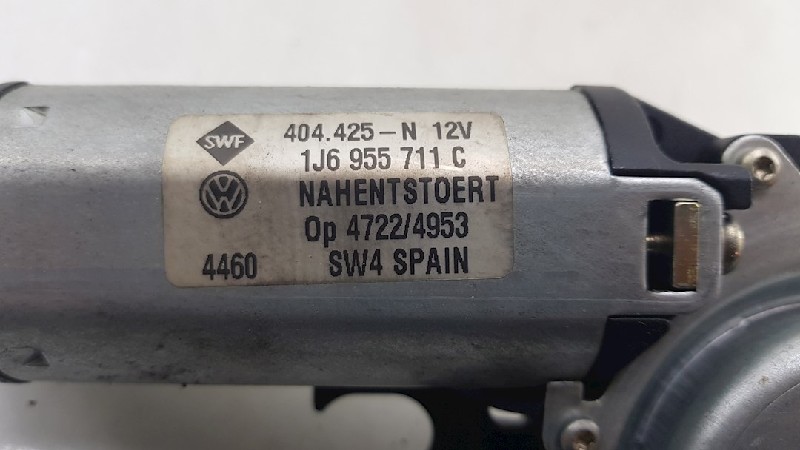 SWF 404.425-N 12V
1J6 955 711 C
NAHENTSTOERT
Op 4722/4953
4460 SW4 SPAIN